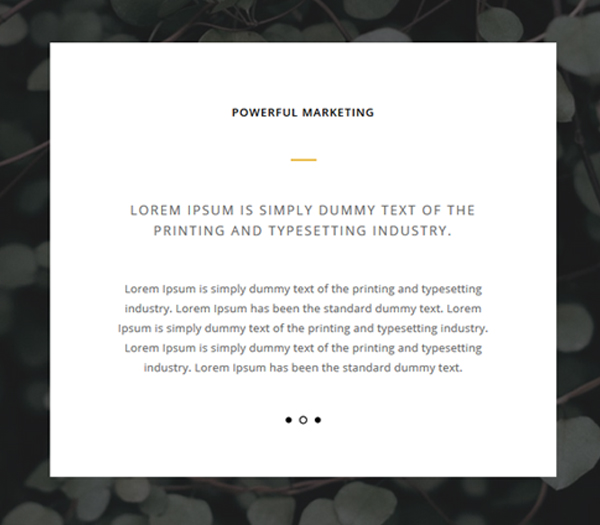 POWERFUL MARKETING
LOREM IPSUM IS SIMPLY DUMMY TEXT OF THE
PRINTING AND TYPESETTING INDUSTRY.
Lorem Ipsum is simply dummy text of the printing and typesetting
industry. Lorem Ipsum has been the standard dummy text. Lorem
Ipsum is simply dummy text of the printing and typesetting industry.
Lorem Ipsum is simply dummy text of the printing and typesetting
industry. Lorem Ipsum has been the standard dummy text.